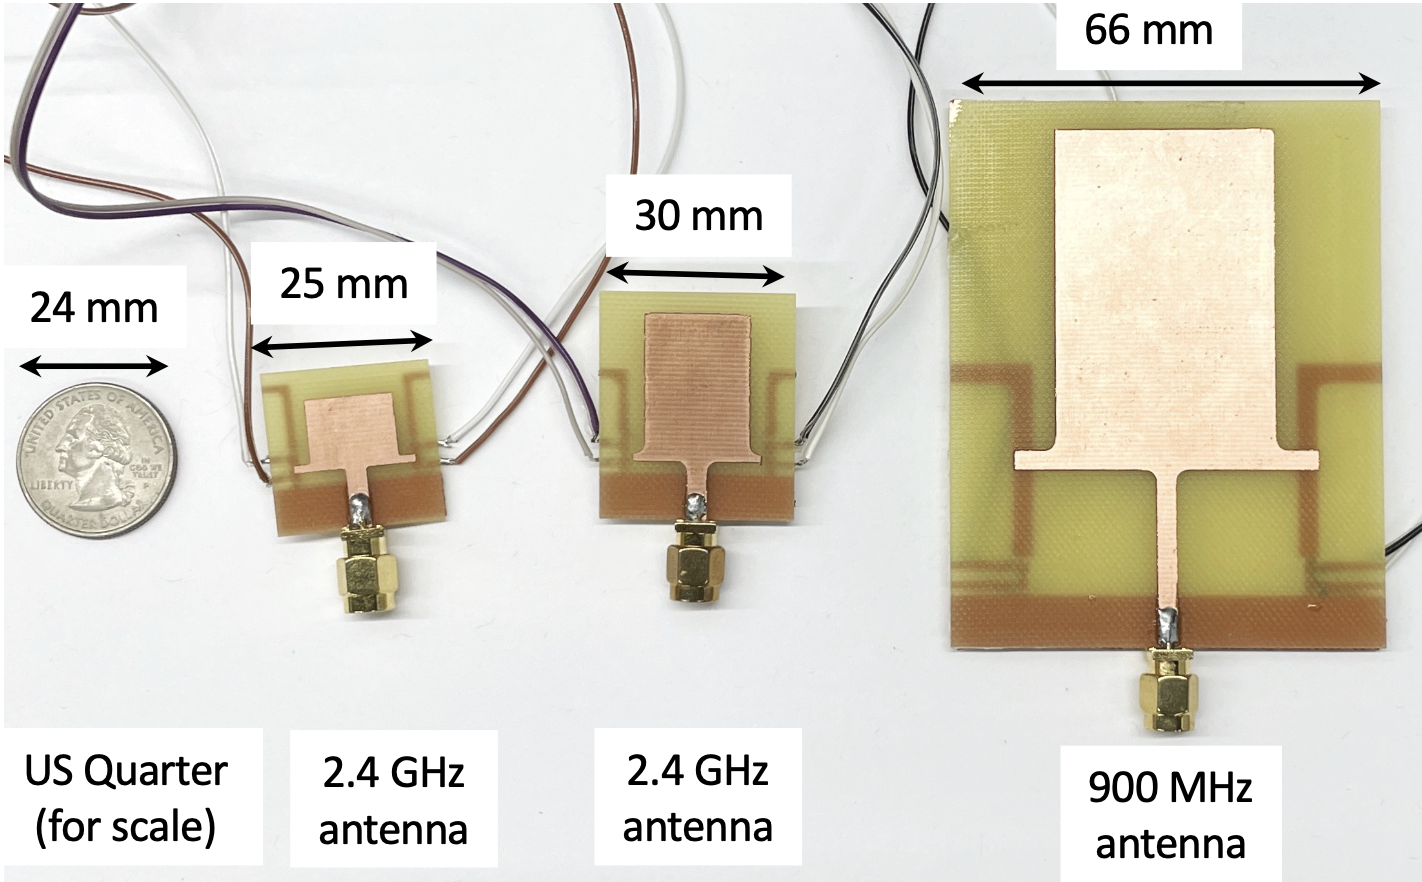 66 mm
30 mm
25 mm
24 mm
UNITED STATES OF AMERICA
LIBERTY
IN
GOD WE
TRUST
P
QUARTER DOLLAR
US Quarter
(for scale)
2.4 GHz
antenna
2.4 GHz
antenna
900 MHz
antenna